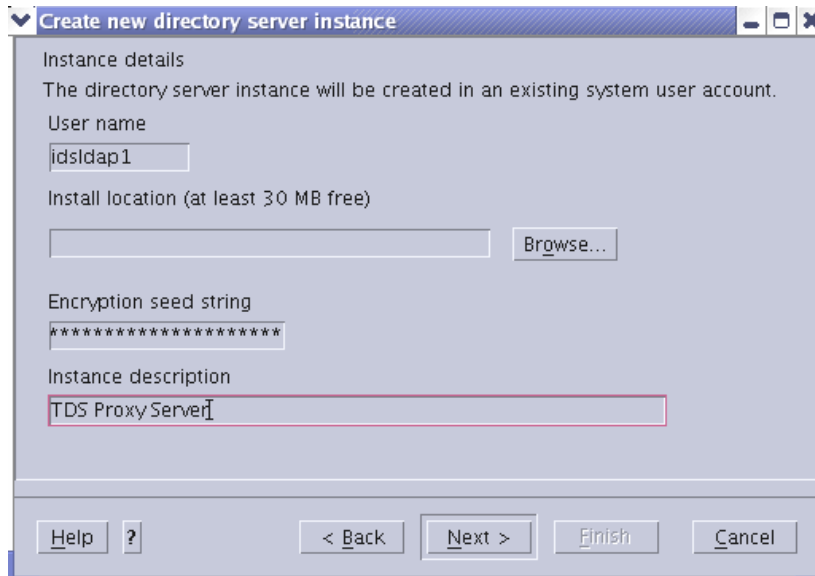 Create new directory server instance
Instance details
The directory server instance will be created in an existing system user account.
User name
idsldap1
Install location (at least 30 MB free)
Browse...
Encryption seed string
*********************
Instance description
TDS Proxy Server
Help ? < Back Next > Finish Cancel